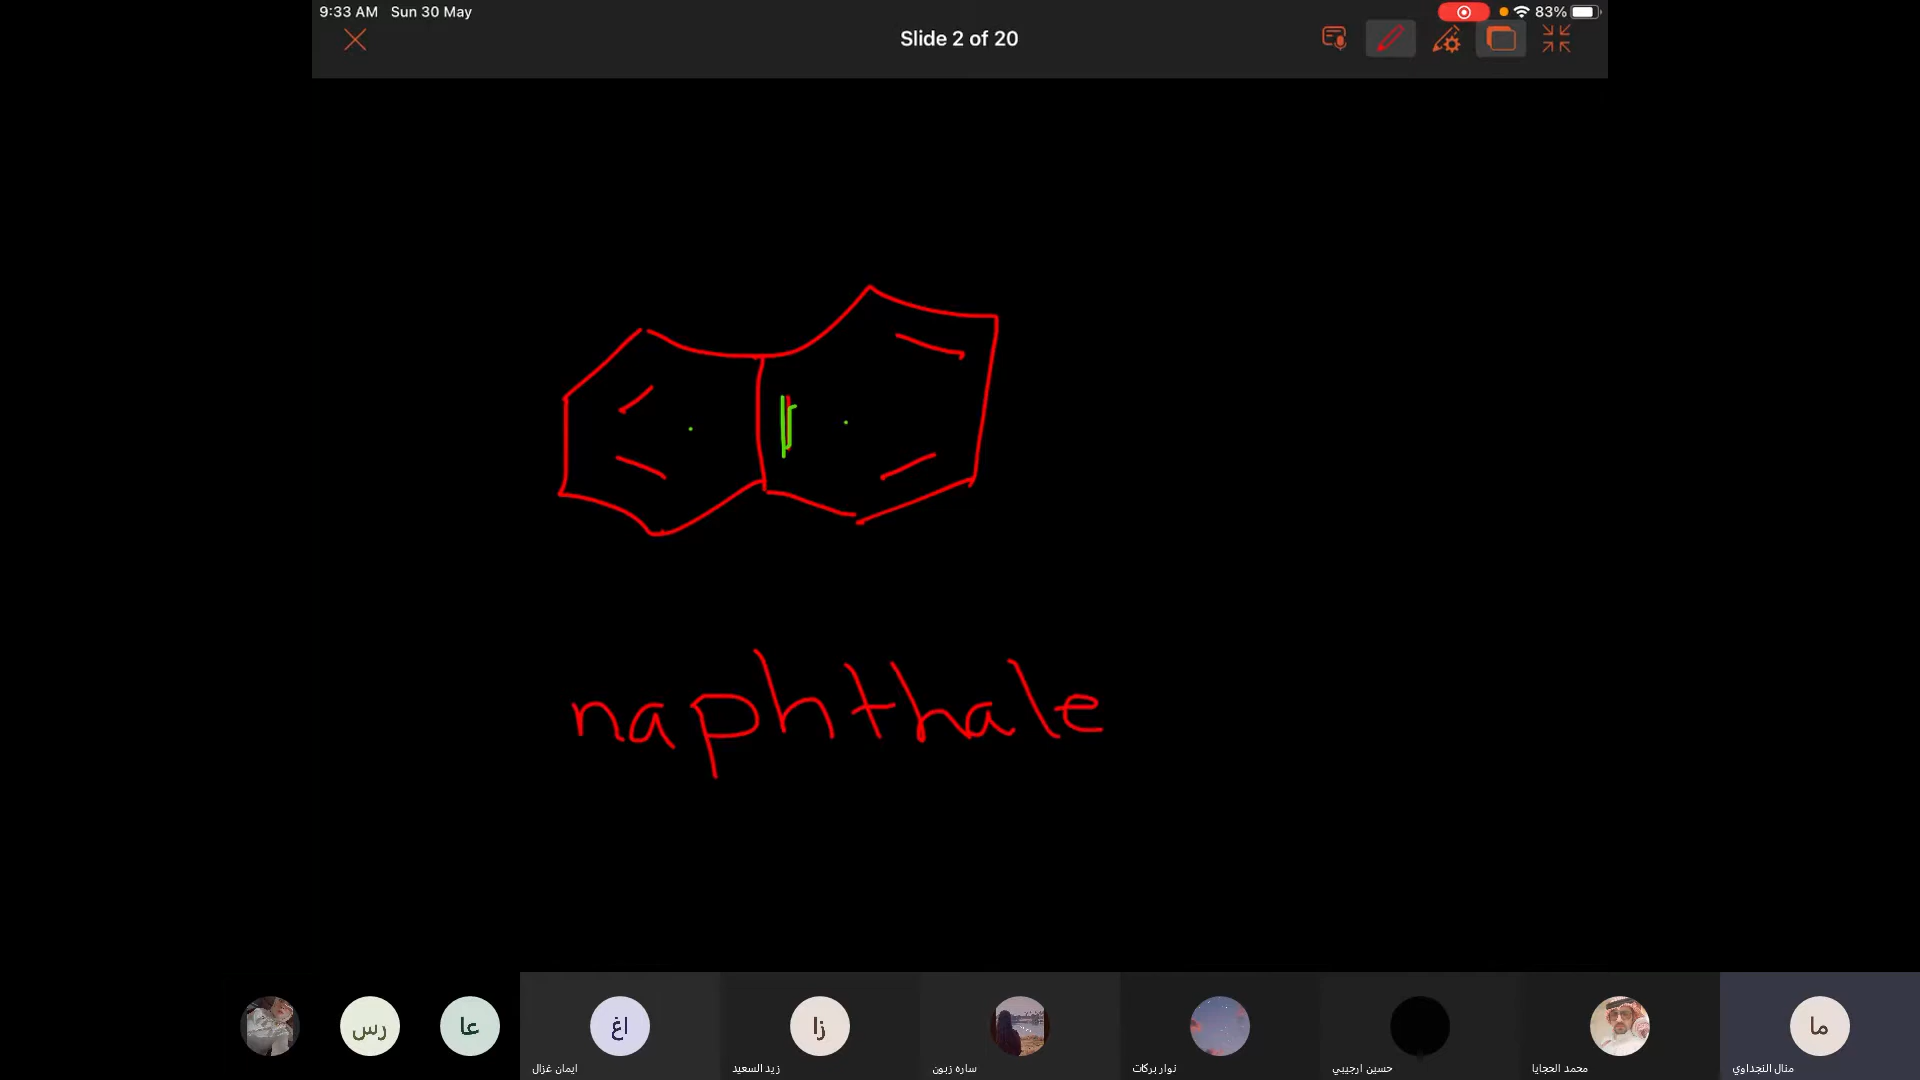 9:33 AM Sun 30 May
83%
Slide 2 of 20
naphthale
رس
عا
اغ
زا
ما
ايمان غزال
زيد السعيد
ساره زبون
نوار بركات
حسين ارجيبي
محمد الحجايا
منال النجداوي